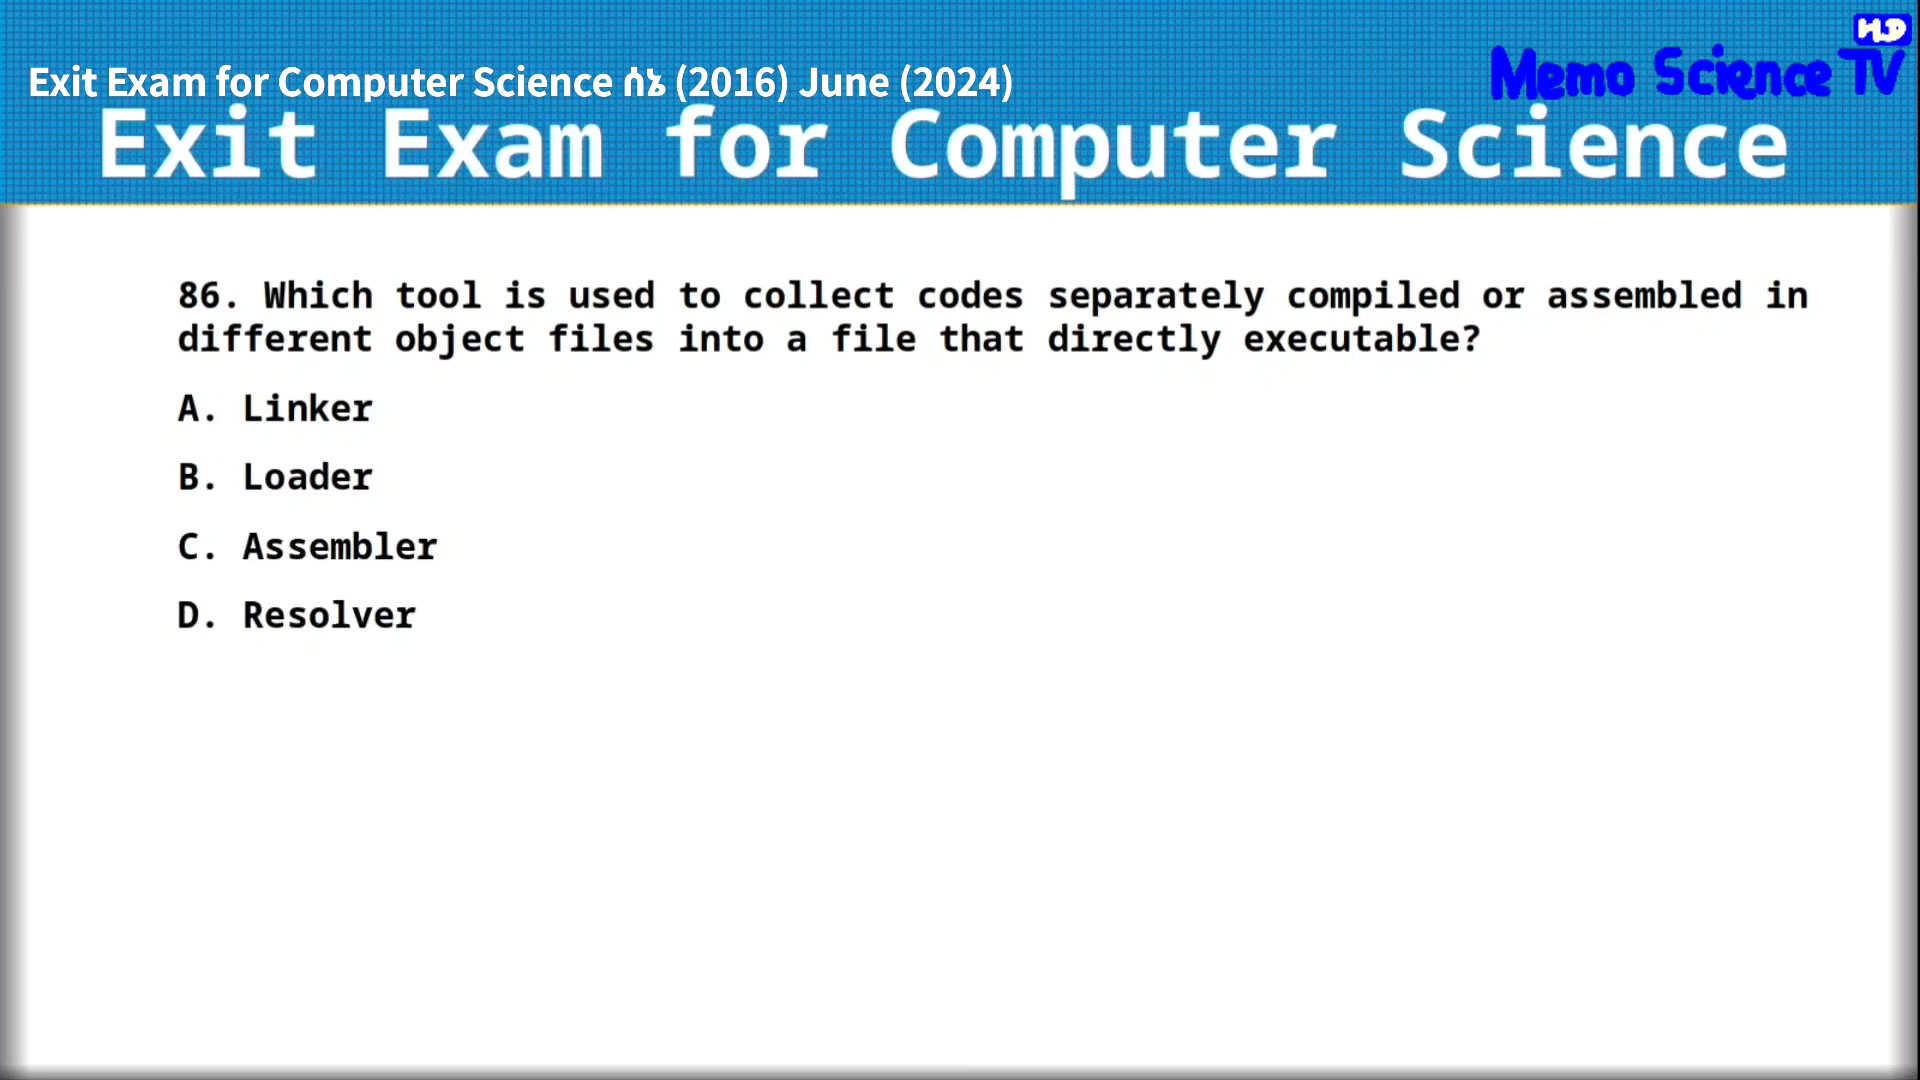 HD
Memo Science TV
Exit Exam for Computer Science ሰኔ (2016) June (2024)
Exit Exam for Computer Science
86. Which tool is used to collect codes separately compiled or assembled in
different object files into a file that directly executable?
A. Linker
B. Loader
C. Assembler
D. Resolver